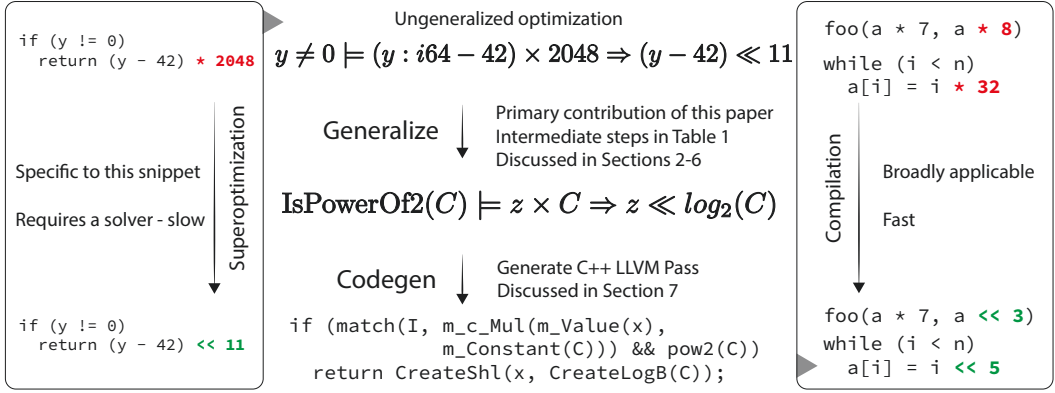 if (y != 0)
return (y - 42) * 2048
Superoptimization
Specific to this snippet
Requires a solver - slow
if (y != 0)
return (y - 42) << 11
Ungeneralized optimization
y ≠ 0 ⊨ (y : i64 − 42) × 2048 ⇒ (y − 42) ≪ 11
Generalize
Primary contribution of this paper
Intermediate steps in Table 1
Discussed in Sections 2-6
IsPowerOf2(C) ⊨ z × C ⇒ z ≪ log₂(C)
Codegen
Generate C++ LLVM Pass
Discussed in Section 7
if (match(I, m_c_Mul(m_Value(x),
m_Constant(C))) && pow2(C))
return CreateShl(x, CreateLogB(C));
foo(a * 7, a * 8)
while (i < n)
a[i] = i * 32
Compilation
Broadly applicable
Fast
foo(a * 7, a << 3)
while (i < n)
a[i] = i << 5